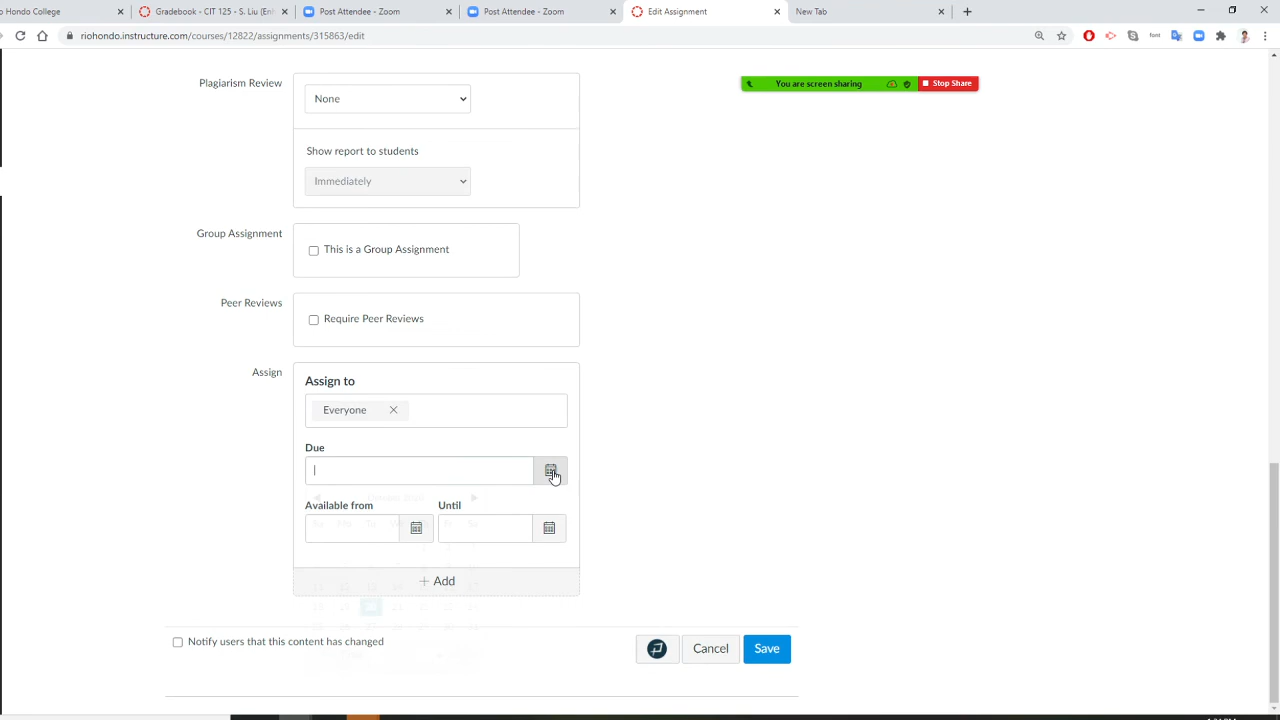 o Hondo College
Gradebook - CIT 125 - S. Liu (Enh
Post Attendee - Zoom
Post Attendee - Zoom
Edit Assignment
New Tab
riohondo.instructure.com/courses/12822/assignments/315863/edit
font
You are screen sharing
Stop Share
Plagiarism Review
None
Show report to students
Immediately
Group Assignment
This is a Group Assignment
Peer Reviews
Require Peer Reviews
Assign
Assign to
Everyone
Due
Available from
Until
+ Add
Notify users that this content has changed
Cancel
Save